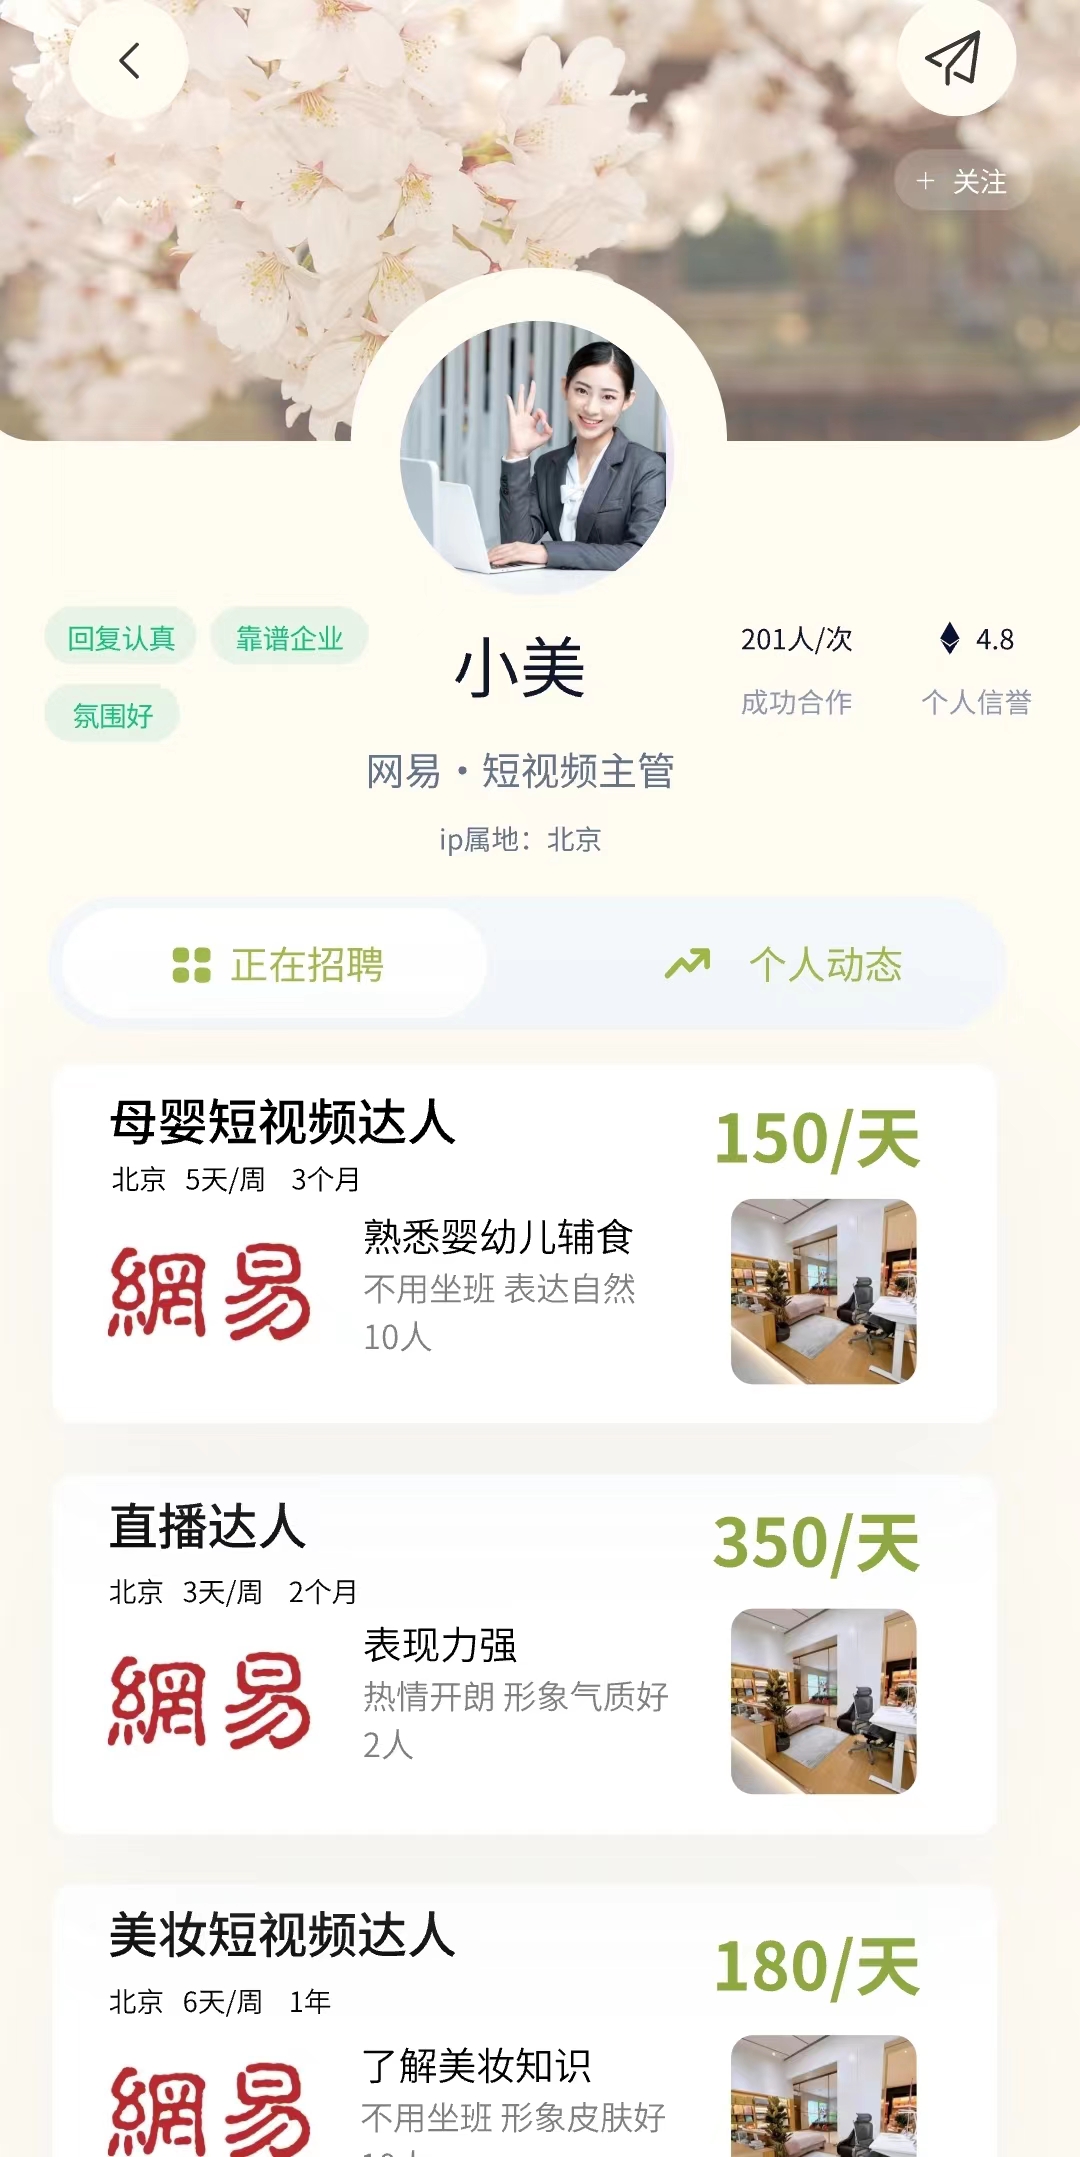 + 关注
回复认真 靠谱企业
氛围好
小美
201人/次 4.8
成功合作 个人信誉
网易·短视频主管
ip属地：北京
正在招聘 个人动态
母婴短视频达人
150/天
北京 5天/周 3个月
網易
熟悉婴幼儿辅食
不用坐班 表达自然
10人
直播达人
350/天
北京 3天/周 2个月
網易
表现力强
热情开朗 形象气质好
2人
美妆短视频达人
180/天
北京 6天/周 1年
網易
了解美妆知识
不用坐班 形象皮肤好